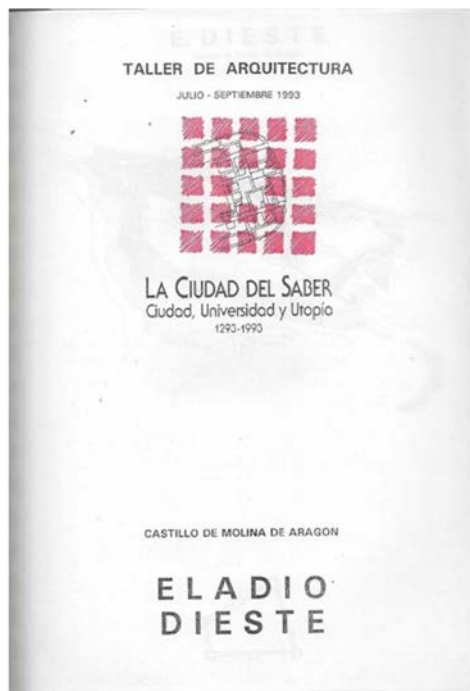 E. DIESTE
TALLER DE ARQUITECTURA
JULIO - SEPTIEMBRE 1993
LA CIUDAD DEL SABER
Ciudad, Universidad y Utopía
1293-1993
CASTILLO DE MOLINA DE ARAGON
ELADIO
DIESTE